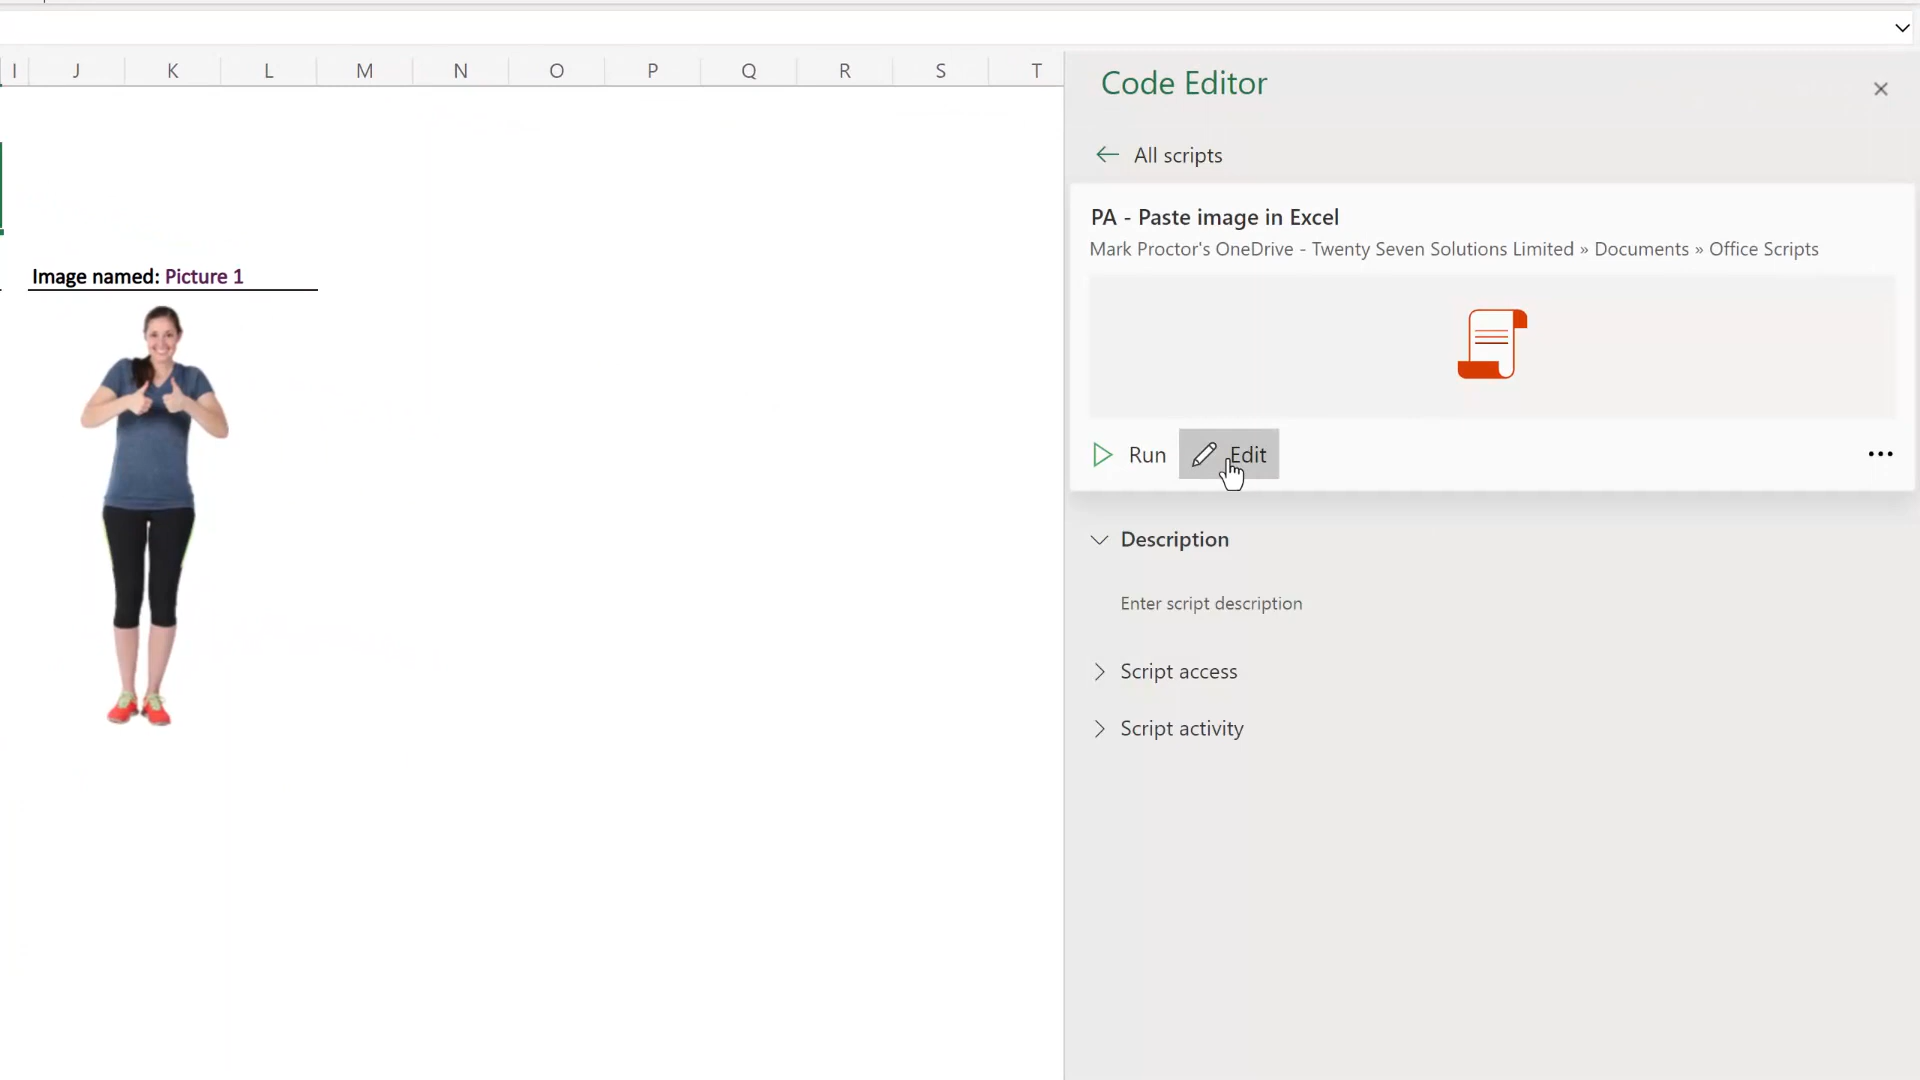 I J K L M N O P Q R S T
Image named: Picture 1
Code Editor
All scripts
PA - Paste image in Excel
Mark Proctor's OneDrive - Twenty Seven Solutions Limited » Documents » Office Scripts
Run Edit
Description
Enter script description
Script access
Script activity